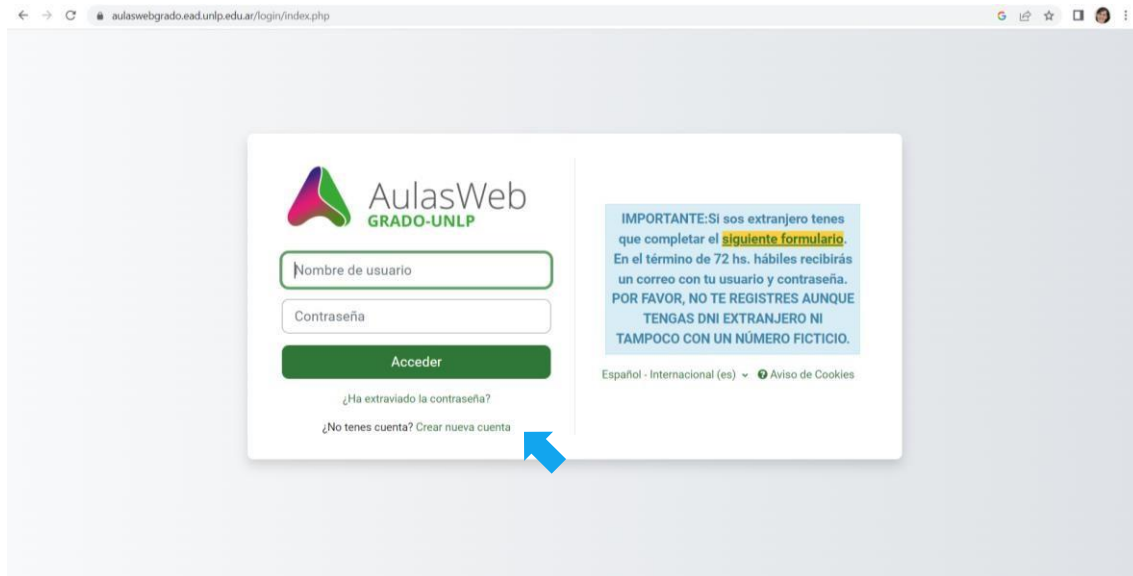 aulaswebgrado.ead.unlp.edu.ar/login/index.php
AulasWeb
GRADO-UNLP
Nombre de usuario
Contraseña
Acceder
¿Ha extraviado la contraseña?
¿No tenes cuenta? Crear nueva cuenta
IMPORTANTE:Si sos extranjero tenes
que completar el siguiente formulario.
En el término de 72 hs. hábiles recibirás
un correo con tu usuario y contraseña.
POR FAVOR, NO TE REGISTRES AUNQUE
TENGAS DNI EXTRANJERO NI
TAMPOCO CON UN NÚMERO FICTICIO.
Español - Internacional (es) Aviso de Cookies